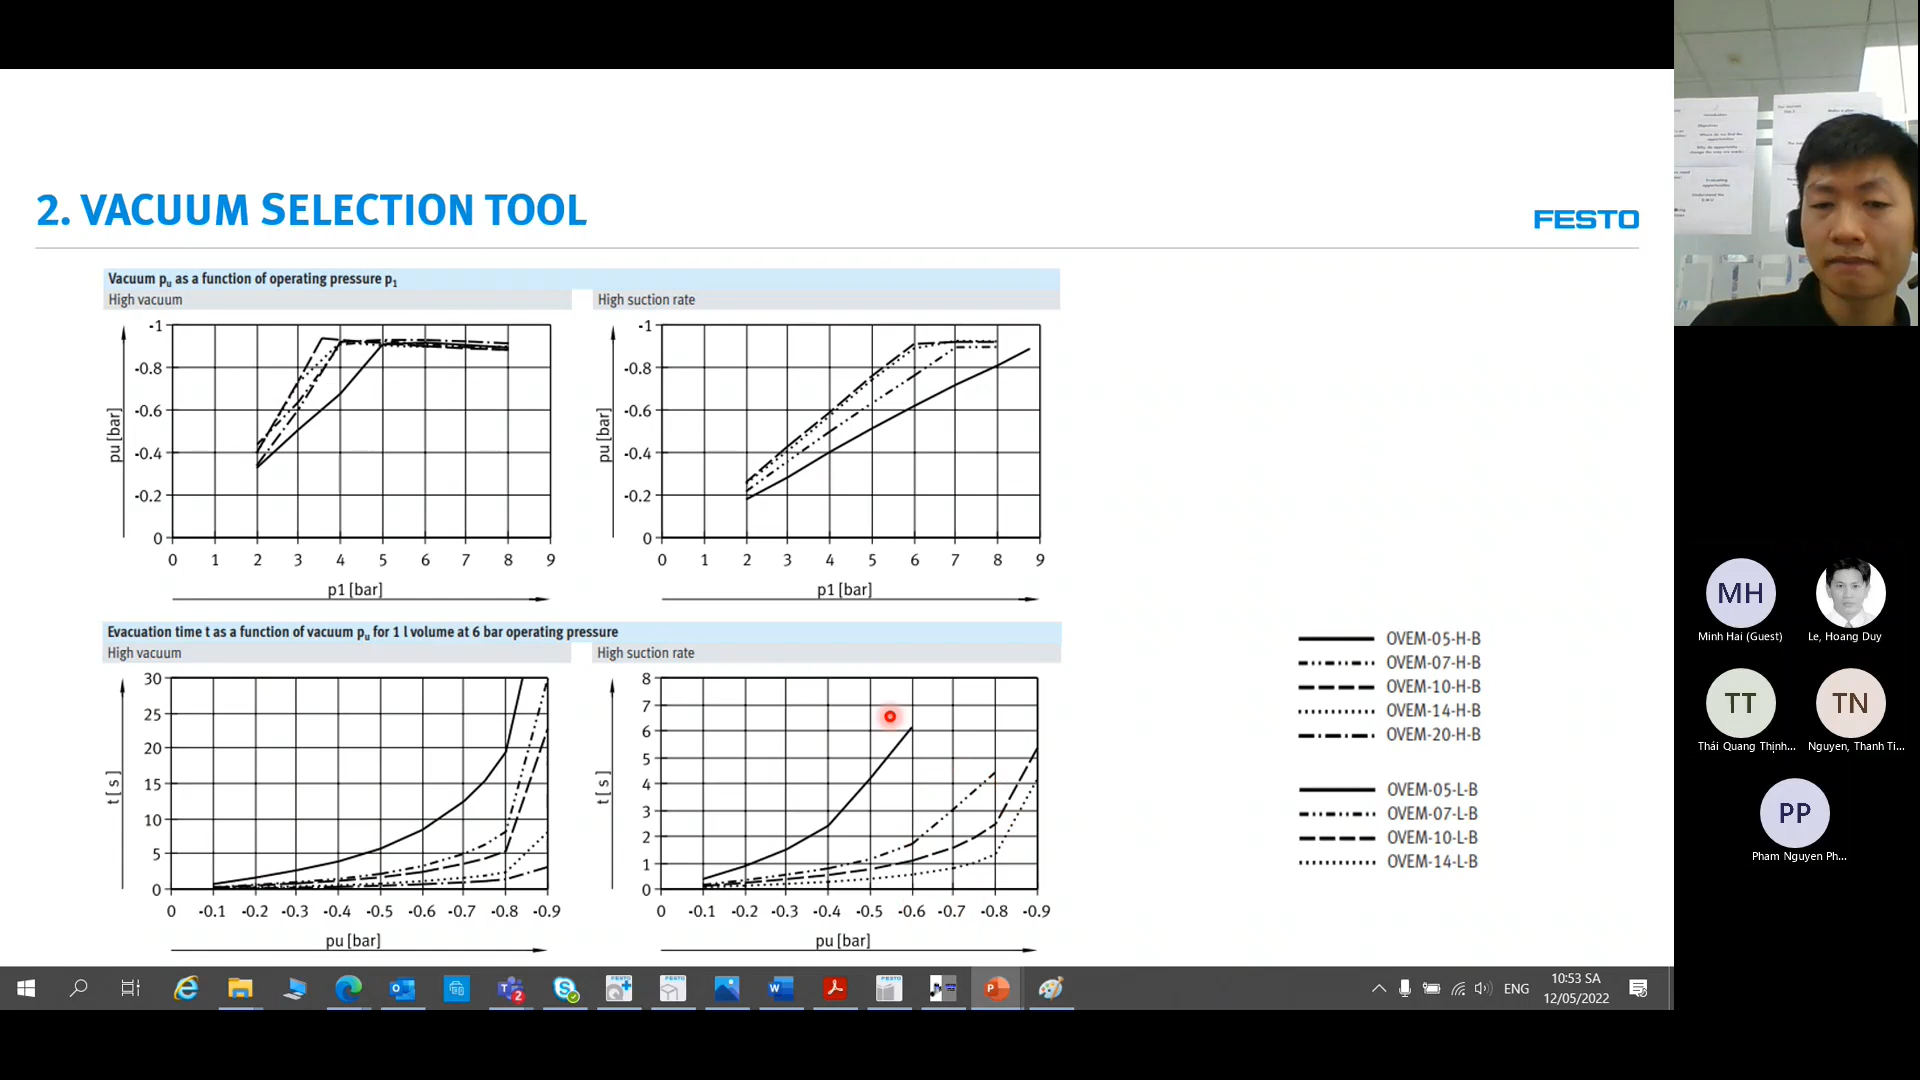 2. VACUUM SELECTION TOOL
FESTO
Vacuum pu as a function of operating pressure p1
High vacuum
High suction rate
-1
-0.8
-0.6
-0.4
-0.2
0
pu [bar]
0 1 2 3 4 5 6 7 8 9
p1 [bar]
-1
-0.8
-0.6
-0.4
-0.2
0
pu [bar]
0 1 2 3 4 5 6 7 8 9
p1 [bar]
Evacuation time t as a function of vacuum pu for 1 l volume at 6 bar operating pressure
High vacuum
High suction rate
30
25
20
15
10
5
0
t [ s ]
0 -0.1 -0.2 -0.3 -0.4 -0.5 -0.6 -0.7 -0.8 -0.9
pu [bar]
8
7
6
5
4
3
2
1
0
t [ s ]
0 -0.1 -0.2 -0.3 -0.4 -0.5 -0.6 -0.7 -0.8 -0.9
pu [bar]
OVEM-05-H-B
OVEM-07-H-B
OVEM-10-H-B
OVEM-14-H-B
OVEM-20-H-B
OVEM-05-L-B
OVEM-07-L-B
OVEM-10-L-B
OVEM-14-L-B
MH
Minh Hai (Guest)
Le, Hoang Duy
TT
Thái Quang Thịnh...
TN
Nguyen, Thanh Ti...
PP
Pham Nguyen Ph...
ENG
10:53 SA
12/05/2022